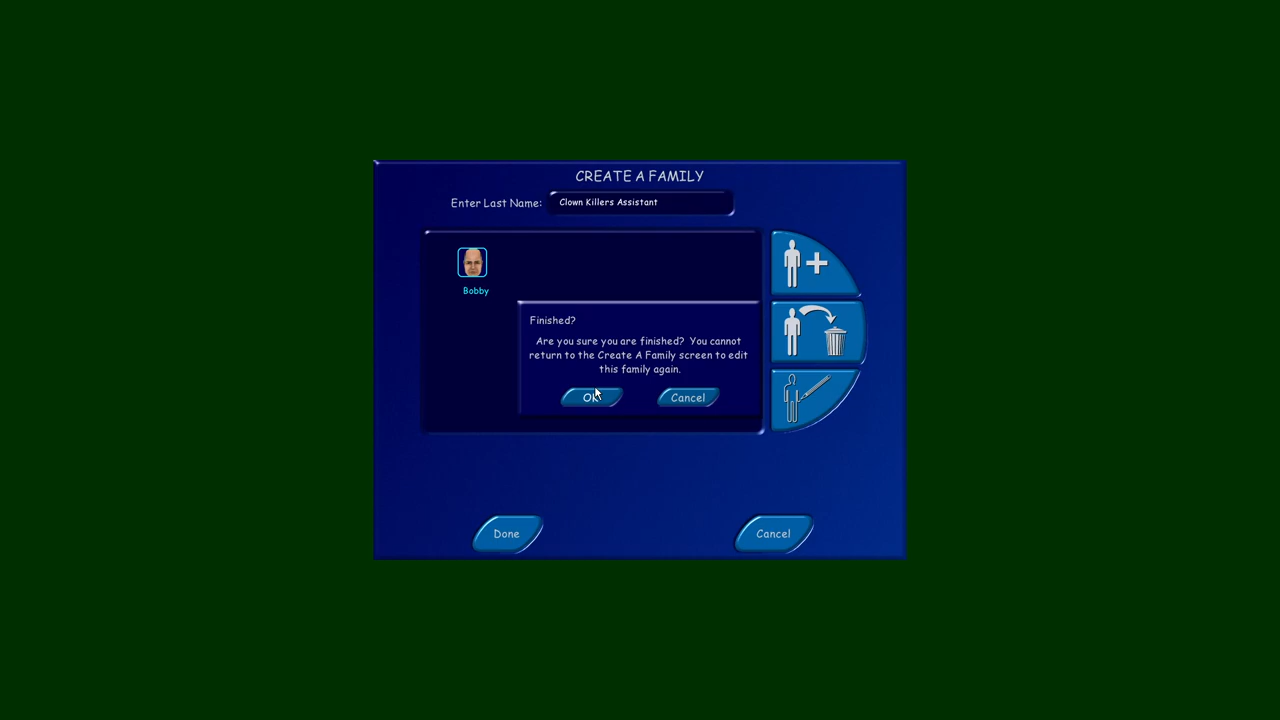 CREATE A FAMILY
Enter Last Name: Clown Killers Assistant
Bobby
Finished?
Are you sure you are finished? You cannot
return to the Create A Family screen to edit
this family again.
OK Cancel
Done Cancel